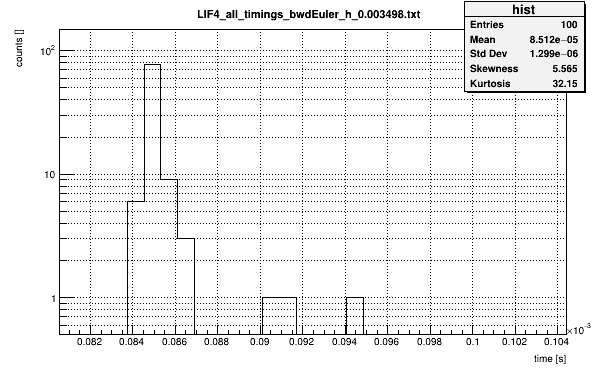 LIF4_all_timings_bwdEuler_h_0.003498.txt
hist
Entries 100
Mean 8.512e−05
Std Dev 1.299e−06
Skewness 5.565
Kurtosis 32.15
counts []
10²
10
1
0.082 0.084 0.086 0.088 0.09 0.092 0.094 0.096 0.098 0.1 0.102 0.104
×10⁻³
time [s]